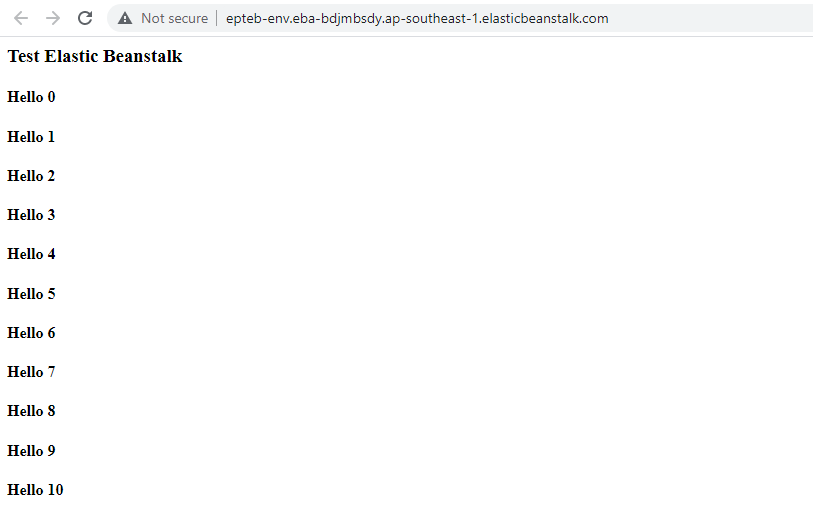 Not secure epteb-env.eba-bdjmbsdy.ap-southeast-1.elasticbeanstalk.com
Test Elastic Beanstalk
Hello 0
Hello 1
Hello 2
Hello 3
Hello 4
Hello 5
Hello 6
Hello 7
Hello 8
Hello 9
Hello 10